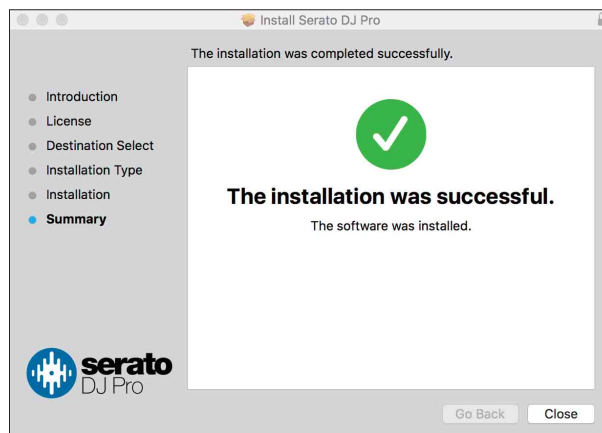 Install Serato DJ Pro
The installation was completed successfully.
Introduction
License
Destination Select
Installation Type
Installation
Summary
The installation was successful.
The software was installed.
serato
DJ Pro
Go Back
Close